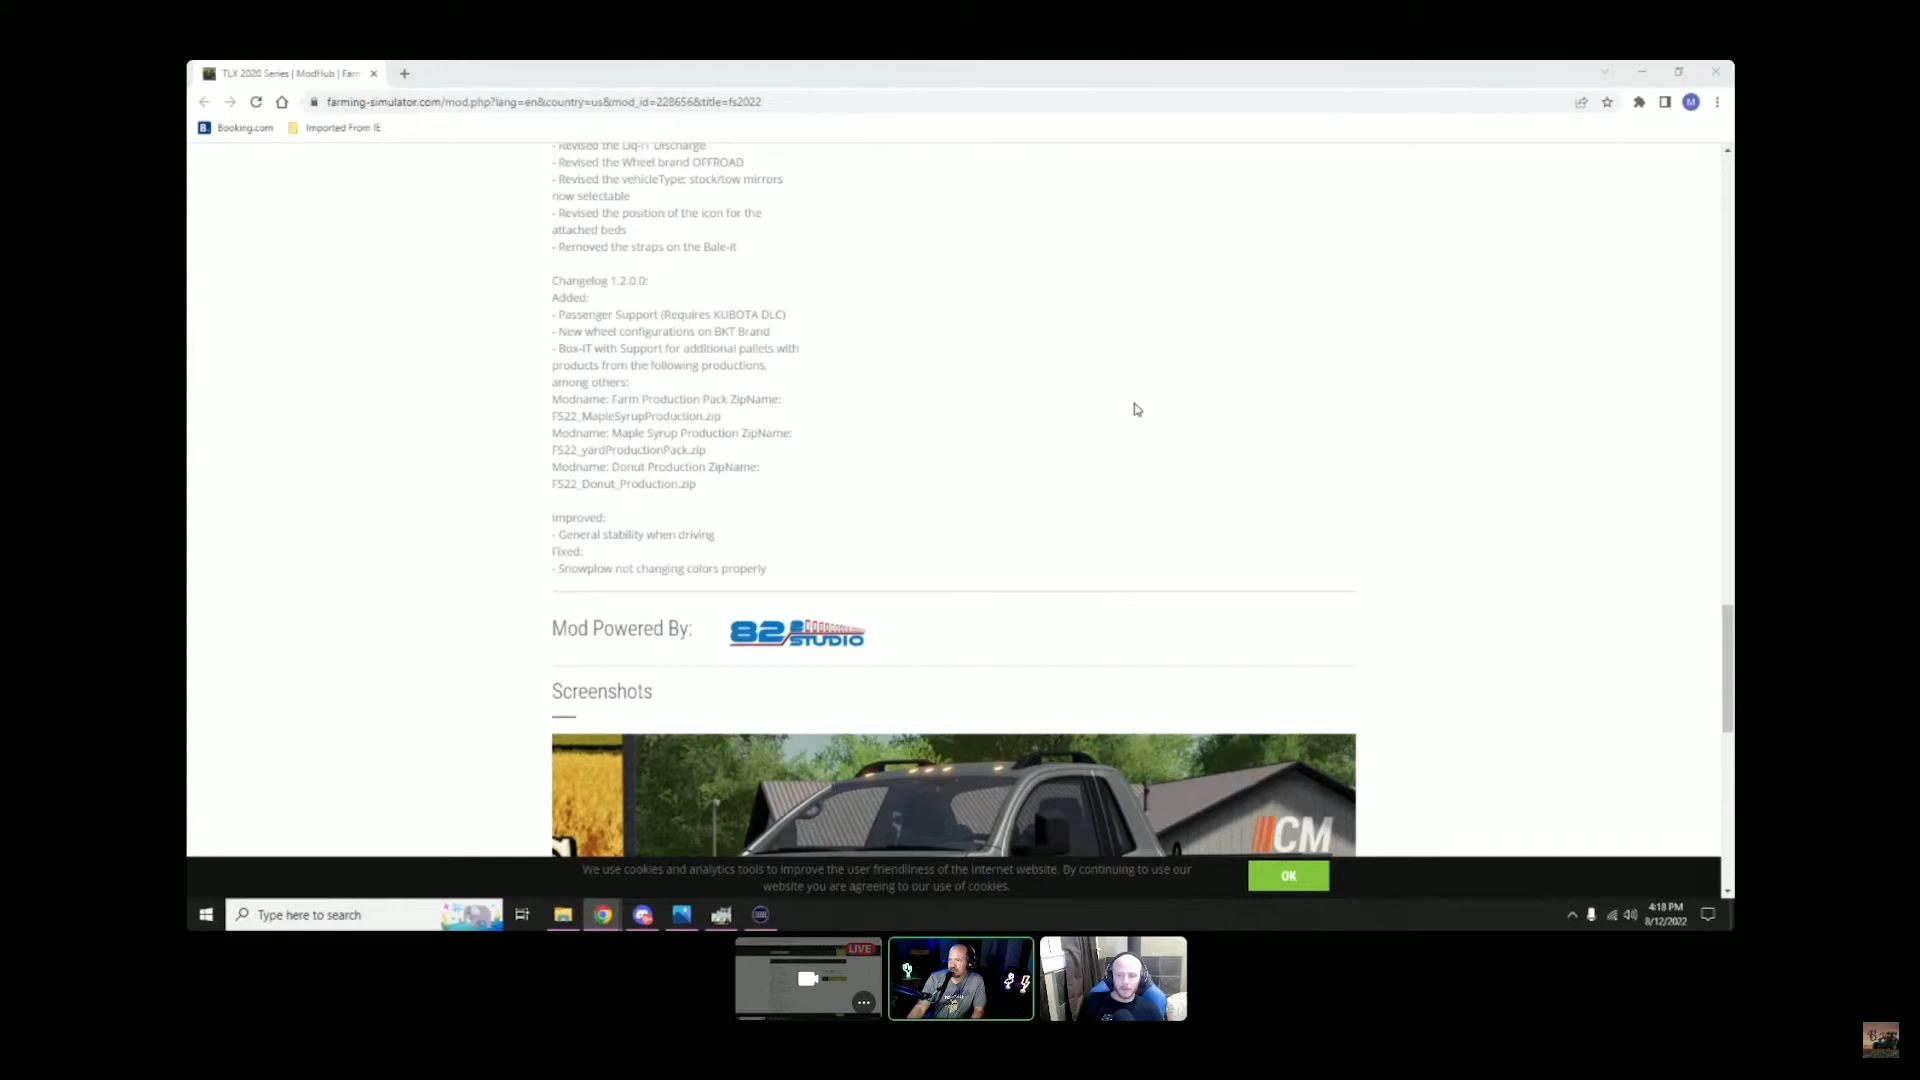 TLX 2020 Series | ModHub | Farm
farming-simulator.com/mod.php?lang=en&country=us&mod_id=228656&title=fs2022
M
B.
Booking.com
Imported From IE
- Revised the Liq-IT Discharge
- Revised the Wheel brand OFFROAD
- Revised the vehicleType; stock/tow mirrors
now selectable
- Revised the position of the icon for the
attached beds
- Removed the straps on the Bale-it
Changelog 1.2.0.0:
Added:
- Passenger Support (Requires KUBOTA DLC)
- New wheel configurations on BKT Brand
- Box-IT with Support for additional pallets with
products from the following productions,
among others:
Modname: Farm Production Pack ZipName:
FS22_MapleSyrupProduction.zip
Modname: Maple Syrup Production ZipName:
FS22_yardProductionPack.zip
Modname: Donut Production ZipName:
FS22_Donut_Production.zip
Improved:
- General stability when driving
Fixed:
- Snowplow not changing colors properly
Mod Powered By:
82 STUDIO
Screenshots
CM
We use cookies and analytics tools to improve the user friendliness of the Internet website. By continuing to use our
website you are agreeing to our use of cookies.
OK
Type here to search
4:18 PM
8/12/2022
LIVE